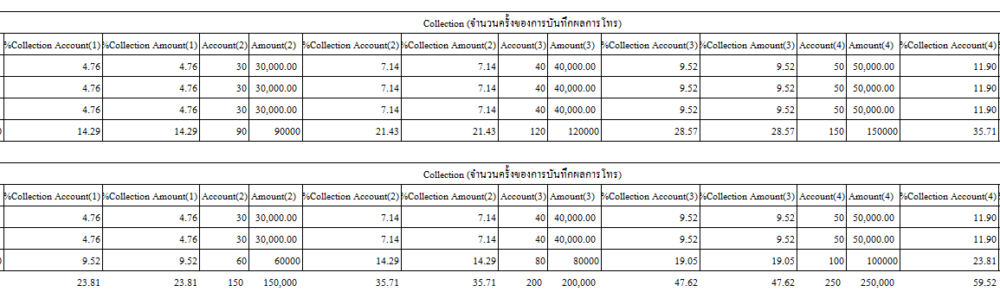 Collection (จำนวนครั้งของการบันทึกผลการโทร)
%Collection Account(1) %Collection Amount(1) Account(2) Amount(2) %Collection Account(2) %Collection Amount(2) Account(3) Amount(3) %Collection Account(3) %Collection Amount(3) Account(4) Amount(4) %Collection Account(4)
4.76 4.76 30 30,000.00 7.14 7.14 40 40,000.00 9.52 9.52 50 50,000.00 11.90
4.76 4.76 30 30,000.00 7.14 7.14 40 40,000.00 9.52 9.52 50 50,000.00 11.90
4.76 4.76 30 30,000.00 7.14 7.14 40 40,000.00 9.52 9.52 50 50,000.00 11.90
14.29 14.29 90 90000 21.43 21.43 120 120000 28.57 28.57 150 150000 35.71
Collection (จำนวนครั้งของการบันทึกผลการโทร)
%Collection Account(1) %Collection Amount(1) Account(2) Amount(2) %Collection Account(2) %Collection Amount(2) Account(3) Amount(3) %Collection Account(3) %Collection Amount(3) Account(4) Amount(4) %Collection Account(4)
4.76 4.76 30 30,000.00 7.14 7.14 40 40,000.00 9.52 9.52 50 50,000.00 11.90
4.76 4.76 30 30,000.00 7.14 7.14 40 40,000.00 9.52 9.52 50 50,000.00 11.90
9.52 9.52 60 60000 14.29 14.29 80 80000 19.05 19.05 100 100000 23.81
23.81 23.81 150 150,000 35.71 35.71 200 200,000 47.62 47.62 250 250,000 59.52